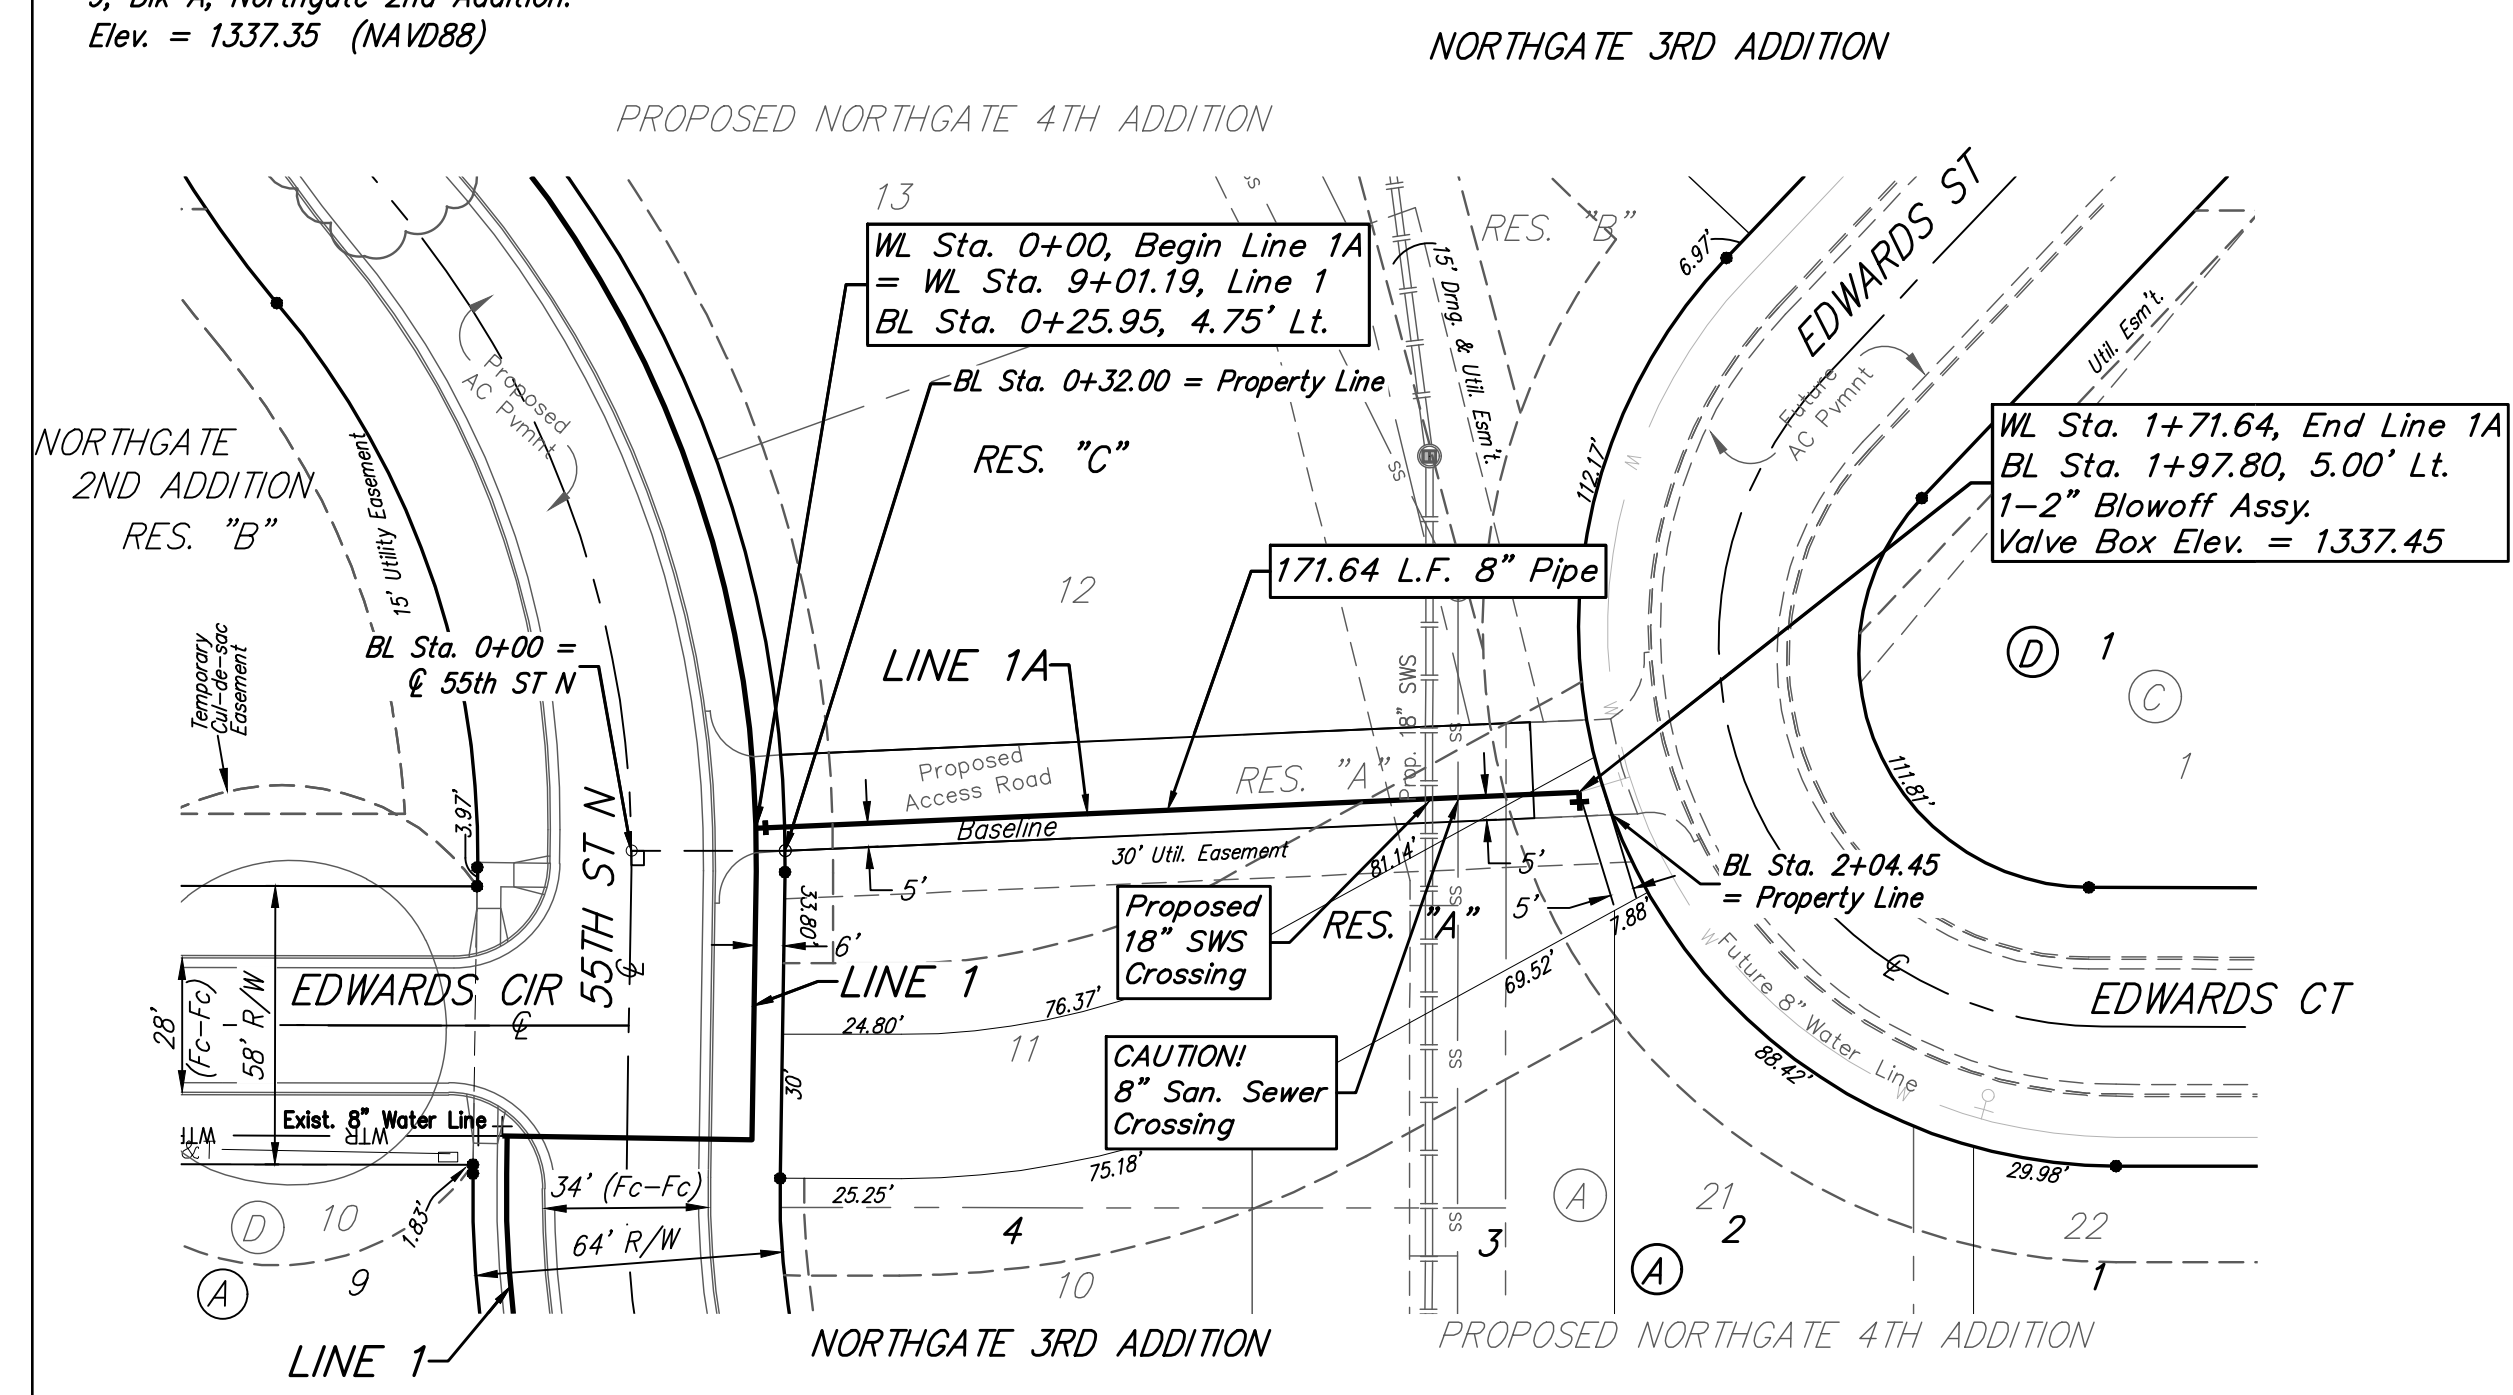 Elev. = 1337.35 (NAVD88)
NORTHGATE 3RD ADDITION
PROPOSED NORTHGATE 4TH ADDITION
13
WL Sta. 0+00, Begin Line 1A
= WL Sta. 9+01.19, Line 1
BL Sta. 0+25.95, 4.75' Lt.
BL Sta. 0+32.00 = Property Line
RES. "C"
RES. "B"
15' Drng. & Util. Esm't.
6.97'
EDWARDS ST
Util. Esm't.
Future
AC Pvmnt
Proposed
AC Pvmnt
NORTHGATE
2ND ADDITION
RES. "B"
15' Utility Easement
WL Sta. 1+71.64, End Line 1A
BL Sta. 1+97.80, 5.00' Lt.
1-2" Blowoff Assy.
Valve Box Elev. = 1337.45
112.17'
SS
SS
W
171.64 L.F. 8" Pipe
12
Temporary
Cul-de-sac
Easement
BL Sta. 0+00 =
℄ 55th ST N
LINE 1A
Prop. 18" SWS
D
1
C
1
W
SS
Proposed
Access Road
RES. "A"
111.81'
3.97'
Baseline
30' Util. Easement
81.14'
5'
5'
5'
BL Sta. 2+04.45
= Property Line
55TH ST N
℄
33.80'
6'
Proposed
18" SWS
Crossing
RES. "A"
SS
7.88'
W
69.52'
LINE 1
EDWARDS CIR
℄
28'
(Fc-Fc)
58' R/W
24.80'
76.37'
11
℄
EDWARDS CT
Future 8" Water Line
W
88.42'
CAUTION!
8" San. Sewer
Crossing
SS
30'
Exist. 8" Water Line
WTR
WTR
75.18'
25.25'
34' (Fc-Fc)
64' R/W
1.83'
29.98'
D
10
A
9
4
SS
3
10
A
21
2
A
22
1
LINE 1
NORTHGATE 3RD ADDITION
PROPOSED NORTHGATE 4TH ADDITION